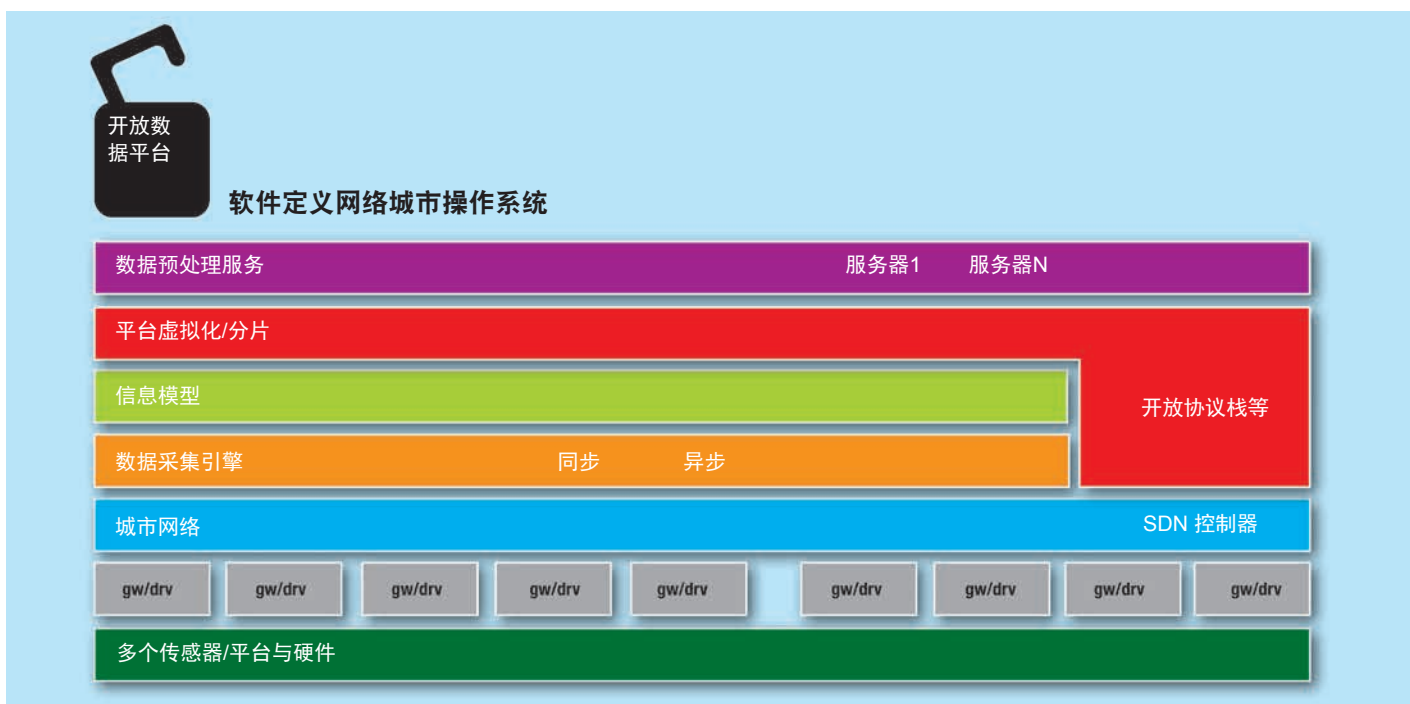 开放数
据平台
软件定义网络城市操作系统
数据预处理服务 服务器1 服务器N
平台虚拟化/分片
信息模型
开放协议栈等
数据采集引擎 同步 异步
城市网络 SDN 控制器
gw/drv gw/drv gw/drv gw/drv gw/drv gw/drv gw/drv gw/drv gw/drv
多个传感器/平台与硬件